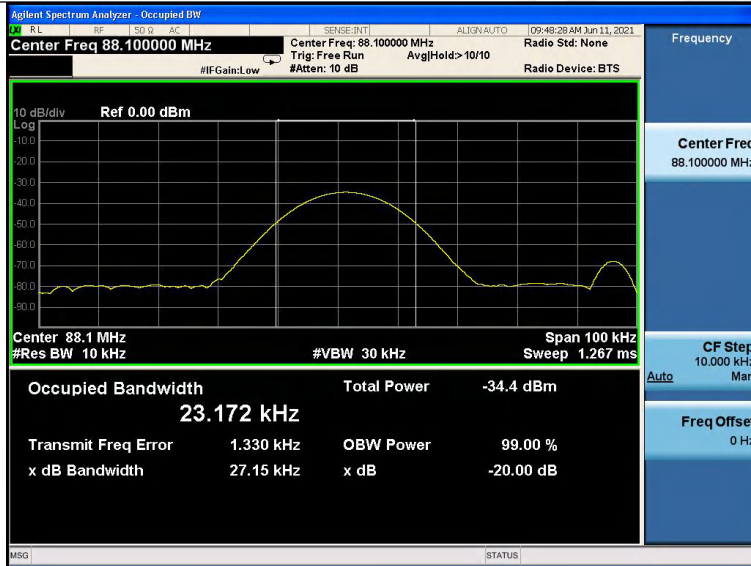 Agilent Spectrum Analyzer - Occupied BW
LXI RL RF 50 Ω AC SENSE:INT ALIGN AUTO 09:48:28 AM Jun 11, 2021
Center Freq 88.100000 MHz Center Freq: 88.100000 MHz Radio Std: None Frequency
Trig: Free Run Avg|Hold:>10/10
#IFGain:Low #Atten: 10 dB Radio Device: BTS
10 dB/div Ref 0.00 dBm
Log
-10.0
-20.0
-30.0
-40.0
-50.0
-60.0
-70.0
-80.0
-90.0
Center Freq
88.100000 MHz
Center 88.1 MHz Span 100 kHz
#Res BW 10 kHz #VBW 30 kHz Sweep 1.267 ms
CF Step
10.000 kHz
Auto Man
Occupied Bandwidth Total Power -34.4 dBm
23.172 kHz
Transmit Freq Error 1.330 kHz OBW Power 99.00 %
x dB Bandwidth 27.15 kHz x dB -20.00 dB
Freq Offset
0 Hz
MSG STATUS